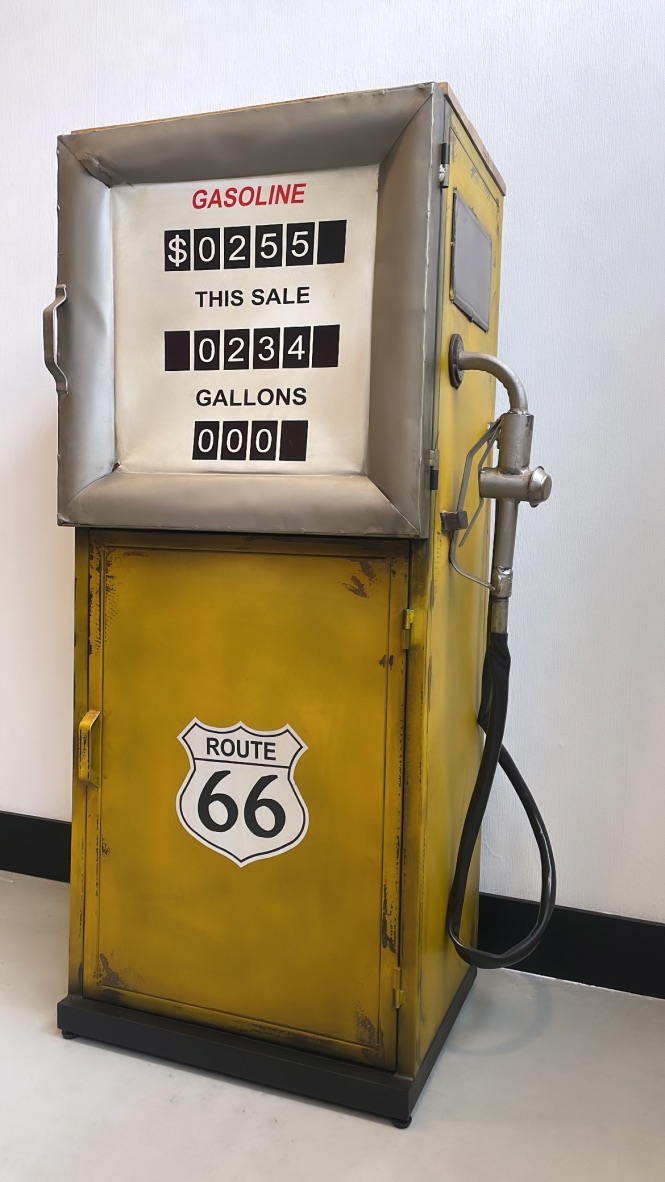 GASOLINE
$0255
THIS SALE
0234
GALLONS
000
ROUTE
66